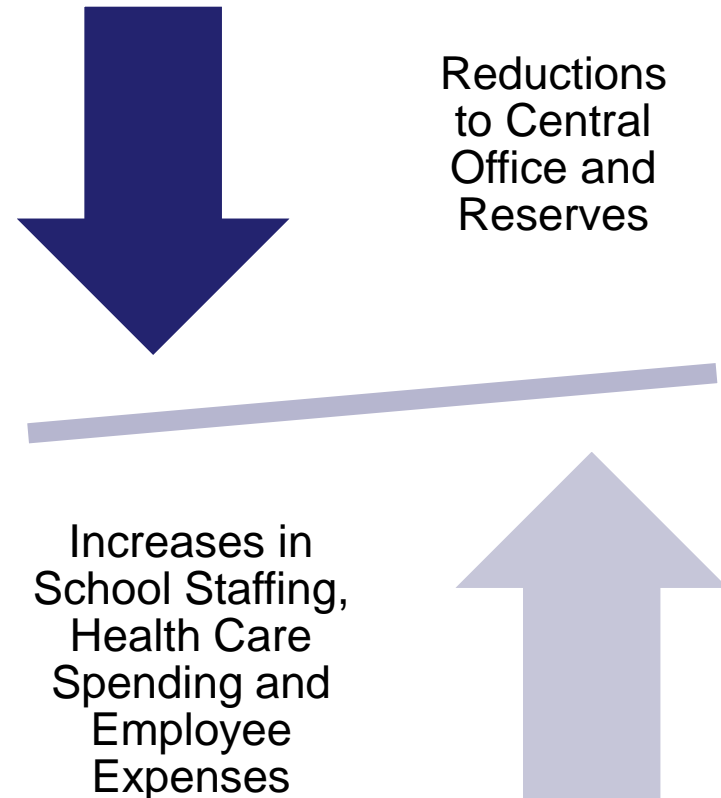 Reductions
to Central
Office and
Reserves
Increases in
School Staffing,
Health Care
Spending and
Employee
Expenses